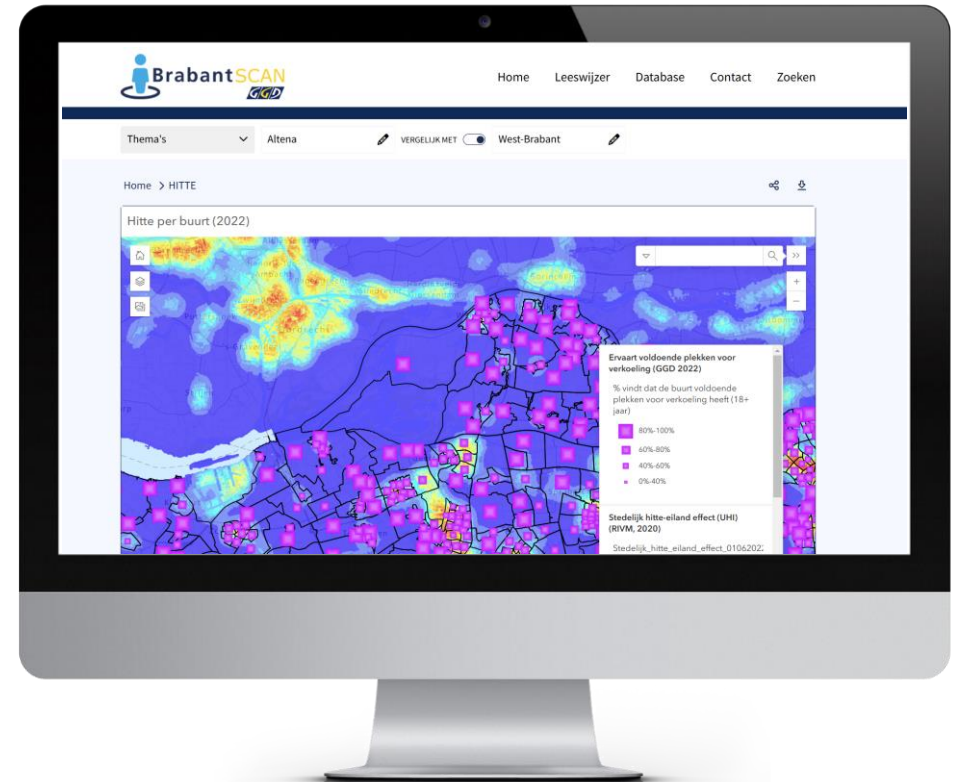 BrabantSCAN
GGD
Home Leeswijzer Database Contact Zoeken
Thema's Altena VERGELIJK MET West-Brabant
Home > HITTE
Hitte per buurt (2022)
Ervaart voldoende plekken voor
verkoeling (GGD 2022)
% vindt dat de buurt voldoende
plekken voor verkoeling heeft (18+
jaar)
80%-100%
60%-80%
40%-60%
0%-40%
Stedelijk hitte-eiland effect (UHI)
(RIVM, 2020)